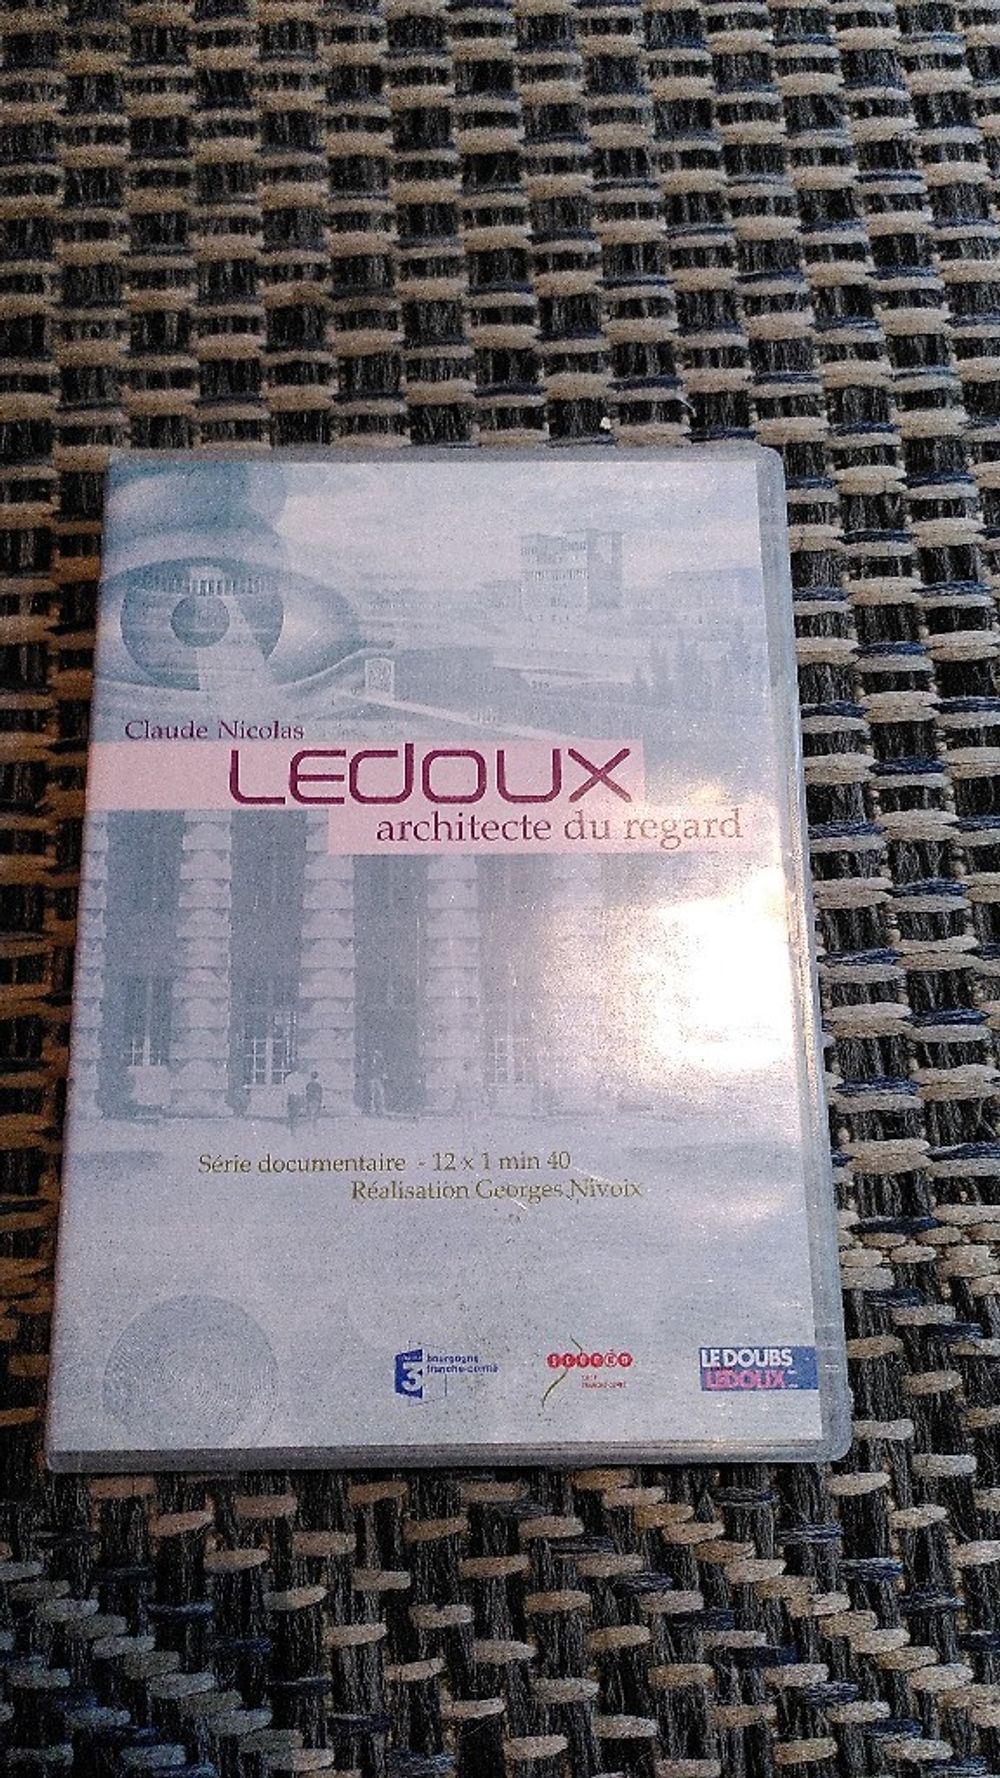 Claude Nicolas
LEDOUX
architecte du regard
Série documentaire - 12 x 1 min 40
Réalisation Georges Nivoix
3
bourgogne
franche-comté
LE DOUBS
LEDOUX